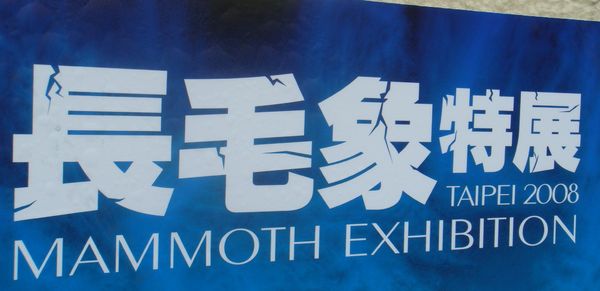 長毛象特展
TAIPEI 2008
MAMMOTH EXHIBITION